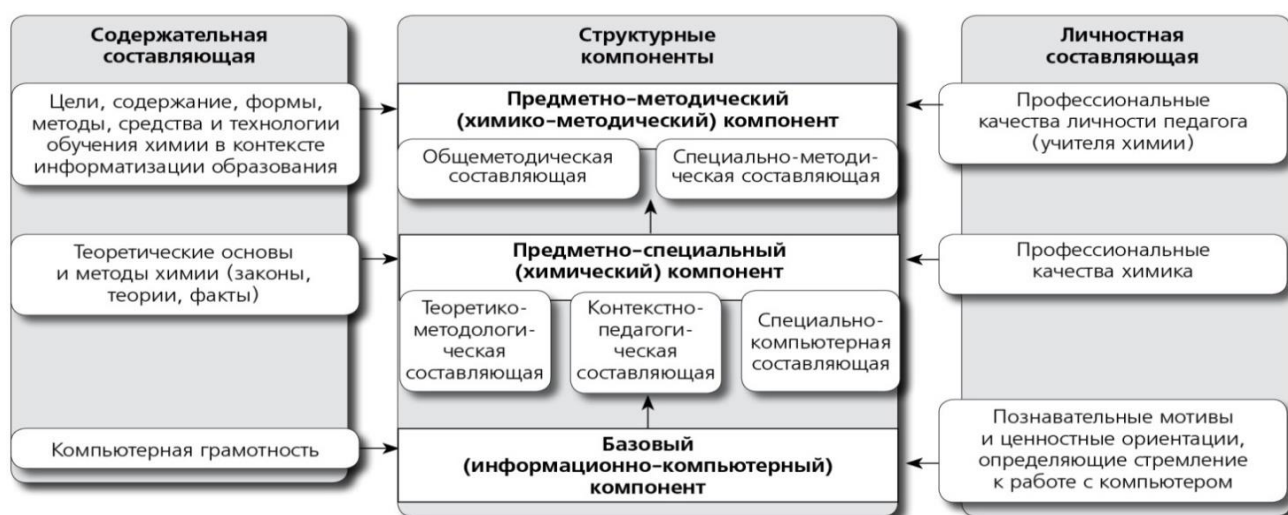 Содержательная
составляющая
Цели, содержание, формы,
методы, средства и технологии
обучения химии в контексте
информатизации образования
Теоретические основы
и методы химии (законы,
теории, факты)
Компьютерная грамотность
Структурные
компоненты
Предметно-методический
(химико-методический) компонент
Общеметодическая
составляющая
Специально-методи-
ческая составляющая
Предметно-специальный
(химический) компонент
Теоретико-
методологи-
ческая
составляющая
Контекстно-
педагоги-
ческая
составляющая
Специально-
компьютерная
составляющая
Базовый
(информационно-компьютерный)
компонент
Личностная
составляющая
Профессиональные
качества личности педагога
(учителя химии)
Профессиональные
качества химика
Познавательные мотивы
и ценностные ориентации,
определяющие стремление
к работе с компьютером